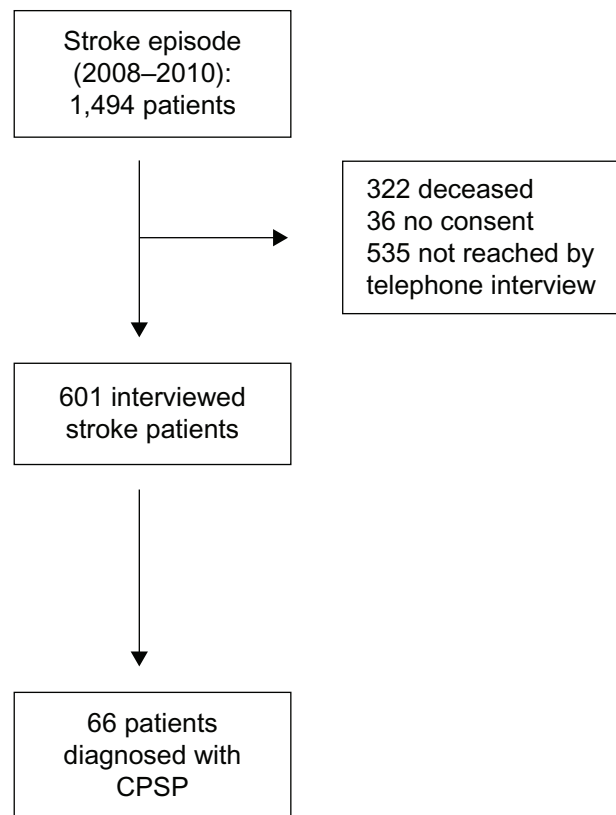 Stroke episode
(2008–2010):
1,494 patients
322 deceased
36 no consent
535 not reached by
telephone interview
601 interviewed
stroke patients
66 patients
diagnosed with
CPSP